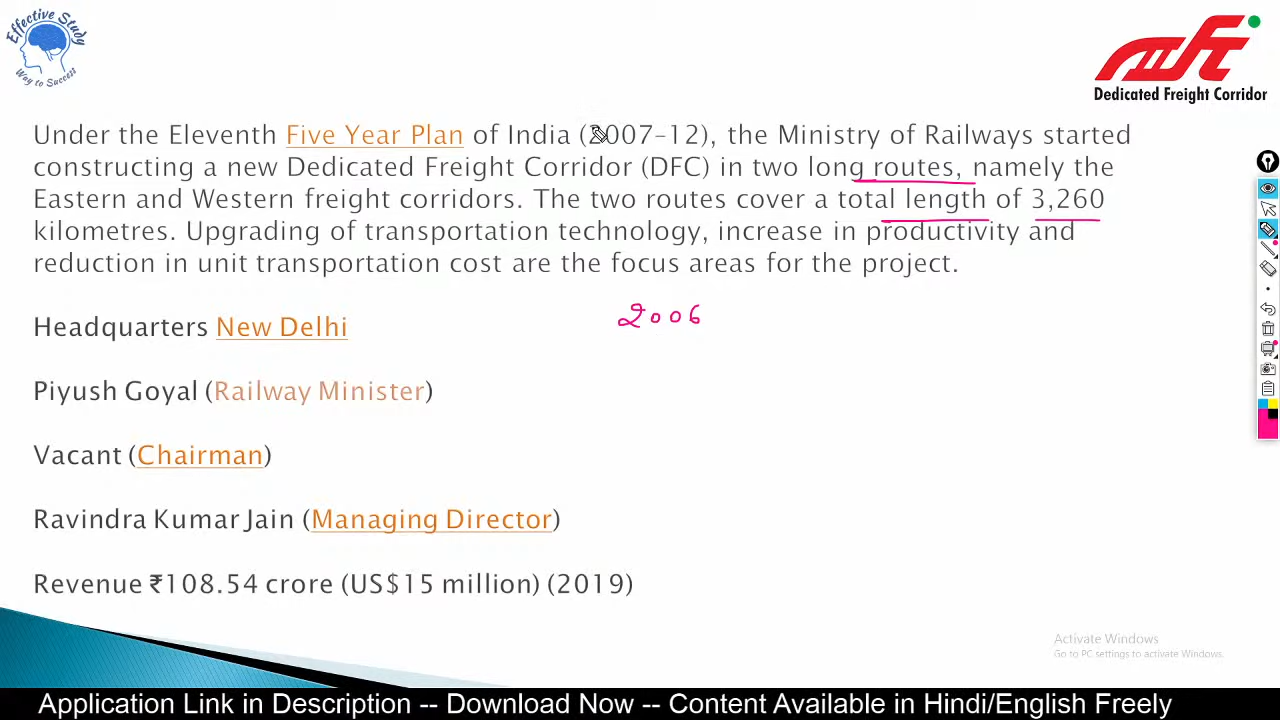 Effective Study
Way to Success
Dedicated Freight Corridor
Under the Eleventh Five Year Plan of India (2007-12), the Ministry of Railways started
constructing a new Dedicated Freight Corridor (DFC) in two long routes, namely the
Eastern and Western freight corridors. The two routes cover a total length of 3,260
kilometres. Upgrading of transportation technology, increase in productivity and
reduction in unit transportation cost are the focus areas for the project.
2006
Headquarters New Delhi
Piyush Goyal (Railway Minister)
Vacant (Chairman)
Ravindra Kumar Jain (Managing Director)
Revenue ₹108.54 crore (US$15 million) (2019)
Activate Windows
Go to PC settings to activate Windows.
Application Link in Description -- Download Now -- Content Available in Hindi/English Freely